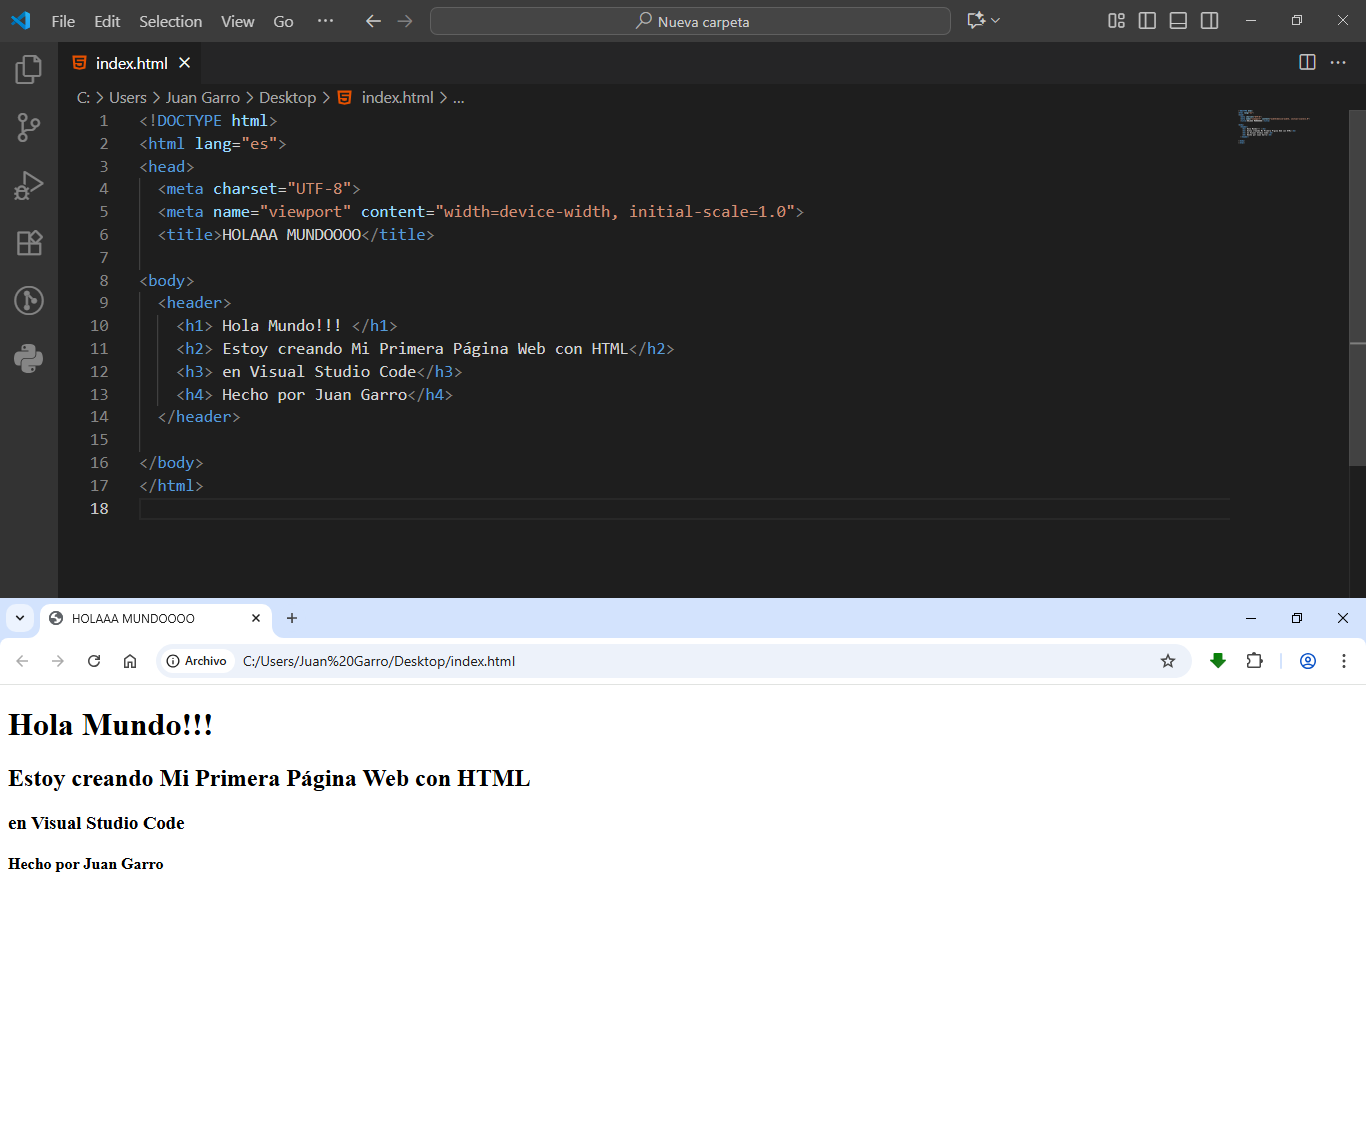 File Edit Selection View Go ··· Nueva carpeta
index.html
C: > Users > Juan Garro > Desktop > index.html > ...
1 <!DOCTYPE html>
2 <html lang="es">
3 <head>
4 <meta charset="UTF-8">
5 <meta name="viewport" content="width=device-width, initial-scale=1.0">
6 <title>HOLAAA MUNDOOOO</title>
7
8 <body>
9 <header>
10 <h1> Hola Mundo!!! </h1>
11 <h2> Estoy creando Mi Primera Página Web con HTML</h2>
12 <h3> en Visual Studio Code</h3>
13 <h4> Hecho por Juan Garro</h4>
14 </header>
15
16 </body>
17 </html>
18
HOLAAA MUNDOOOO
Archivo C:/Users/Juan%20Garro/Desktop/index.html
Hola Mundo!!!
Estoy creando Mi Primera Página Web con HTML
en Visual Studio Code
Hecho por Juan Garro